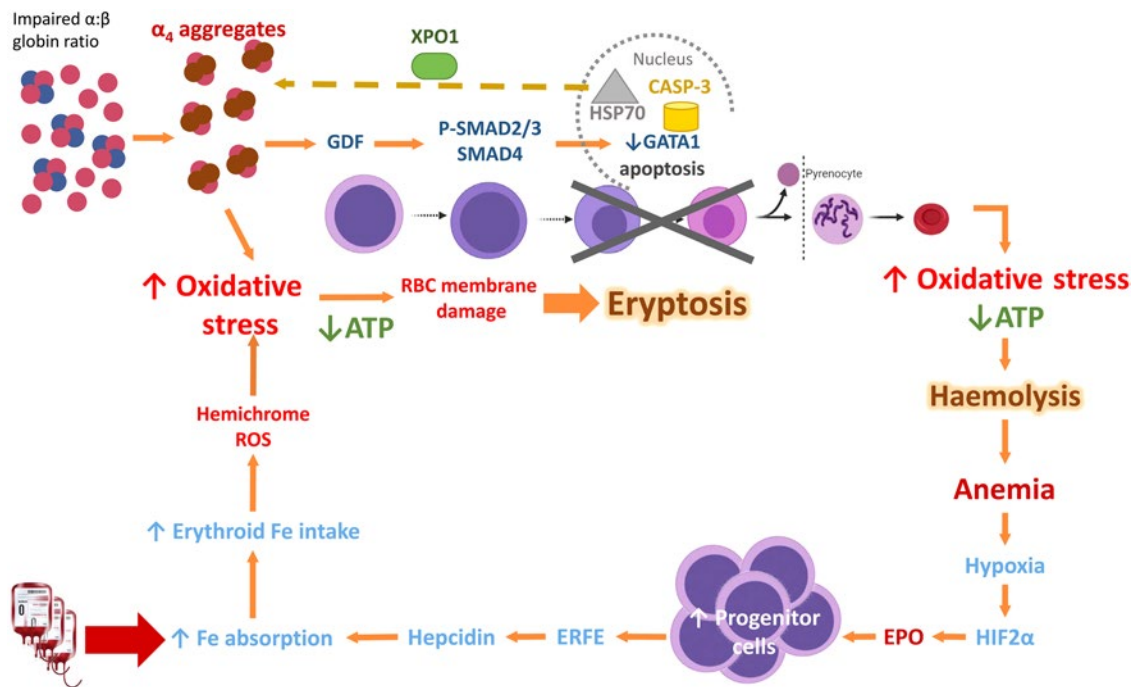 Impaired α:β
globin ratio
α4 aggregates
XPO1
Nucleus
CASP-3
HSP70
GDF
P-SMAD2/3
SMAD4
↓GATA1
apoptosis
Pyrenocyte
↑ Oxidative
stress
↓ATP
RBC membrane
damage
Eryptosis
↑ Oxidative stress
↓ATP
Haemolysis
Anemia
Hypoxia
HIF2α
EPO
↑ Progenitor
cells
ERFE
Hepcidin
↑ Fe absorption
↑ Erythroid Fe intake
Hemichrome
ROS